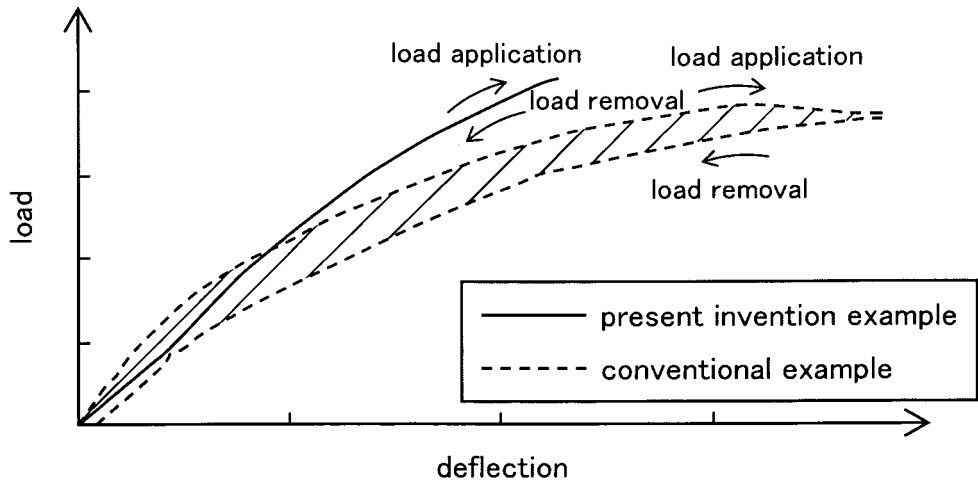 load application
load application
load removal
load removal
load
present invention example
conventional example
deflection